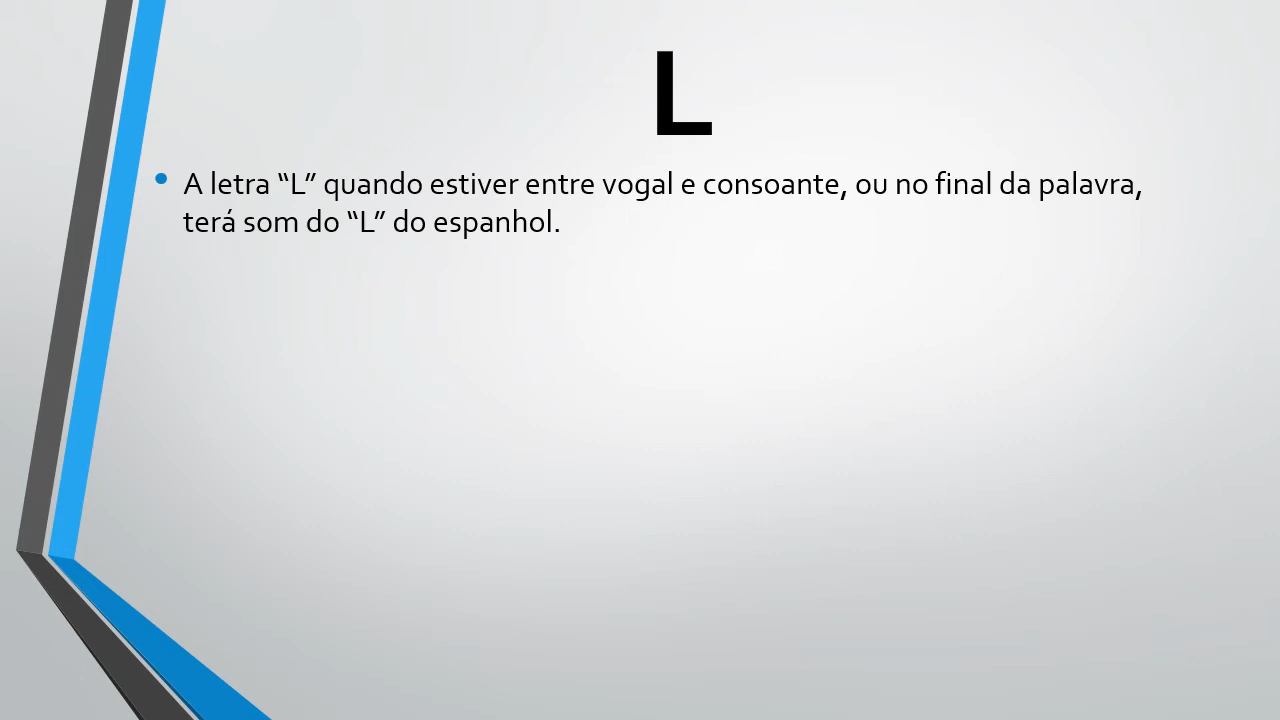 L
A letra “L” quando estiver entre vogal e consoante, ou no final da palavra,
terá som do “L” do espanhol.